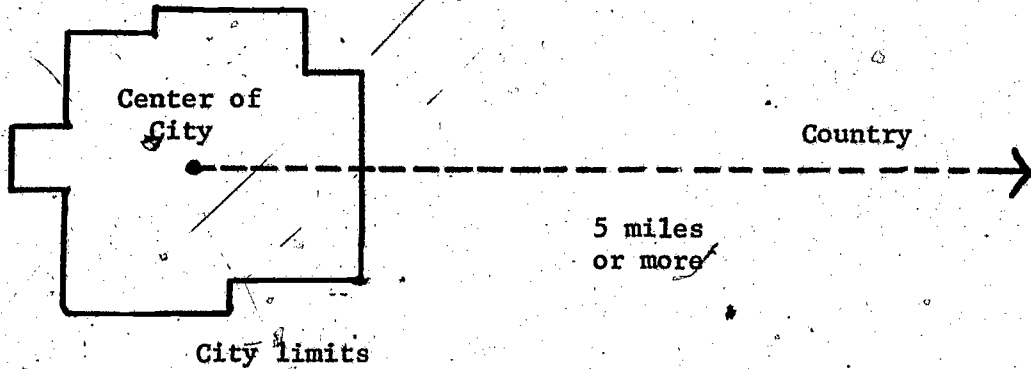 Center of
City
Country
5 miles
or more
City limits